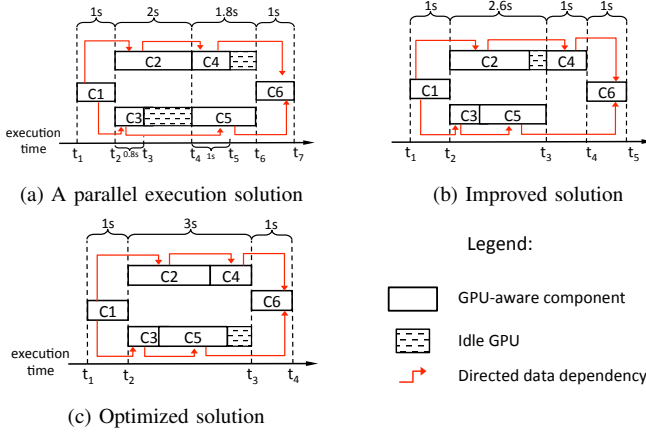 1s 2s 1.8s 1s
C2 C4
C1 C6
C3 C5
execution time
t1 t2 t3 t4 t5 t6 t7
0.8s 1s
(a) A parallel execution solution
1s 2.6s 1s 1s
C2 C4
C1 C6
C3 C5
execution time
t1 t2 t3 t4 t5
(b) Improved solution
1s 3s 1s
C2 C4
C1 C6
C3 C5
execution time
t1 t2 t3 t4
(c) Optimized solution
Legend:
GPU-aware component
Idle GPU
Directed data dependency